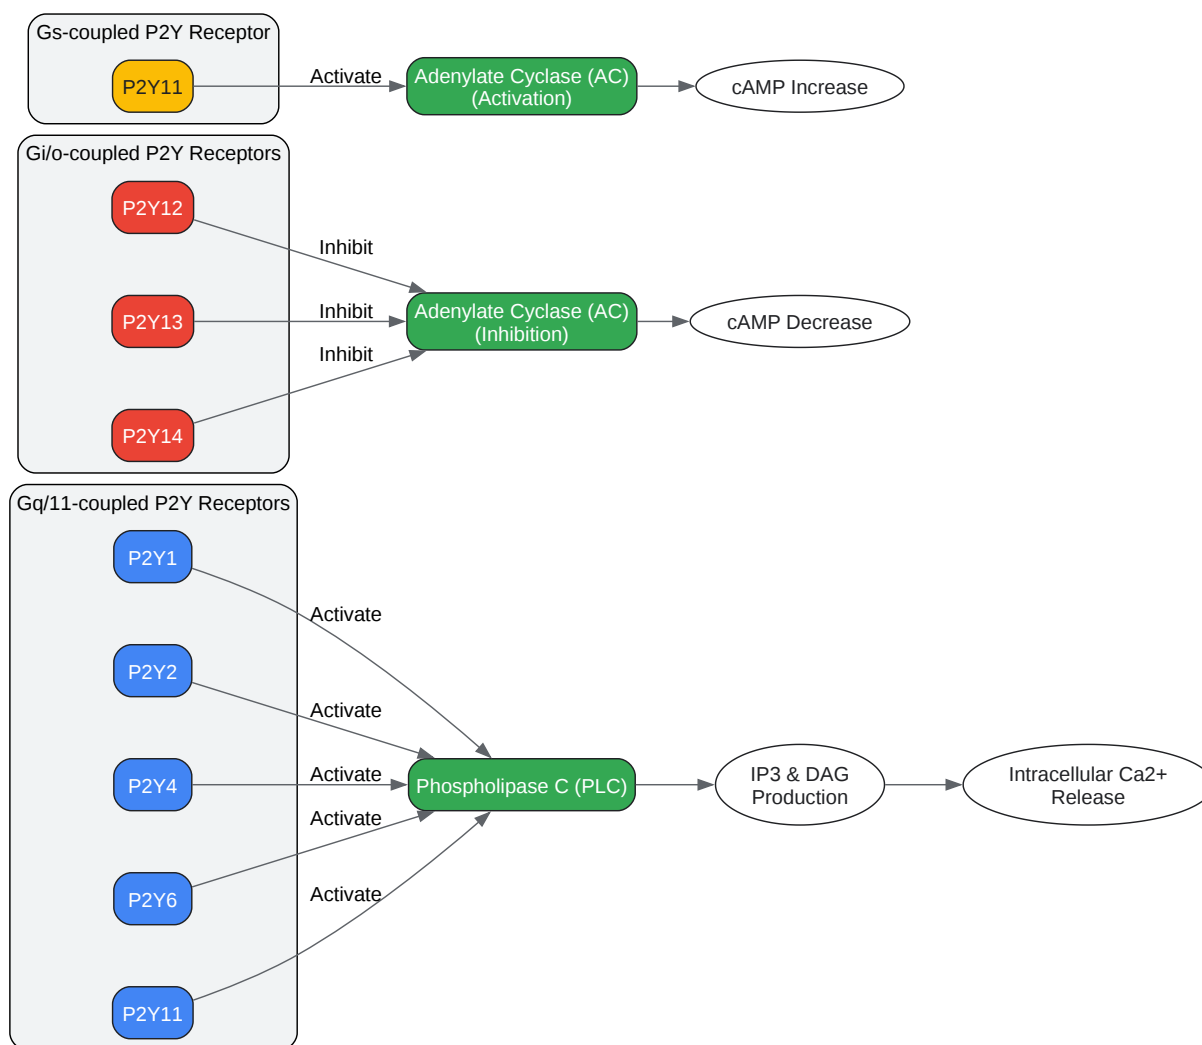 Gs-coupled P2Y Receptor
P2Y11
Activate
Adenylate Cyclase (AC)
(Activation)
cAMP Increase
Gi/o-coupled P2Y Receptors
P2Y12
Inhibit
P2Y13
Inhibit
Adenylate Cyclase (AC)
(Inhibition)
cAMP Decrease
Inhibit
P2Y14
Gq/11-coupled P2Y Receptors
P2Y1
Activate
P2Y2
Activate
P2Y4
Activate
Phospholipase C (PLC)
IP3 & DAG
Production
Intracellular Ca2+
Release
Activate
P2Y6
Activate
P2Y11